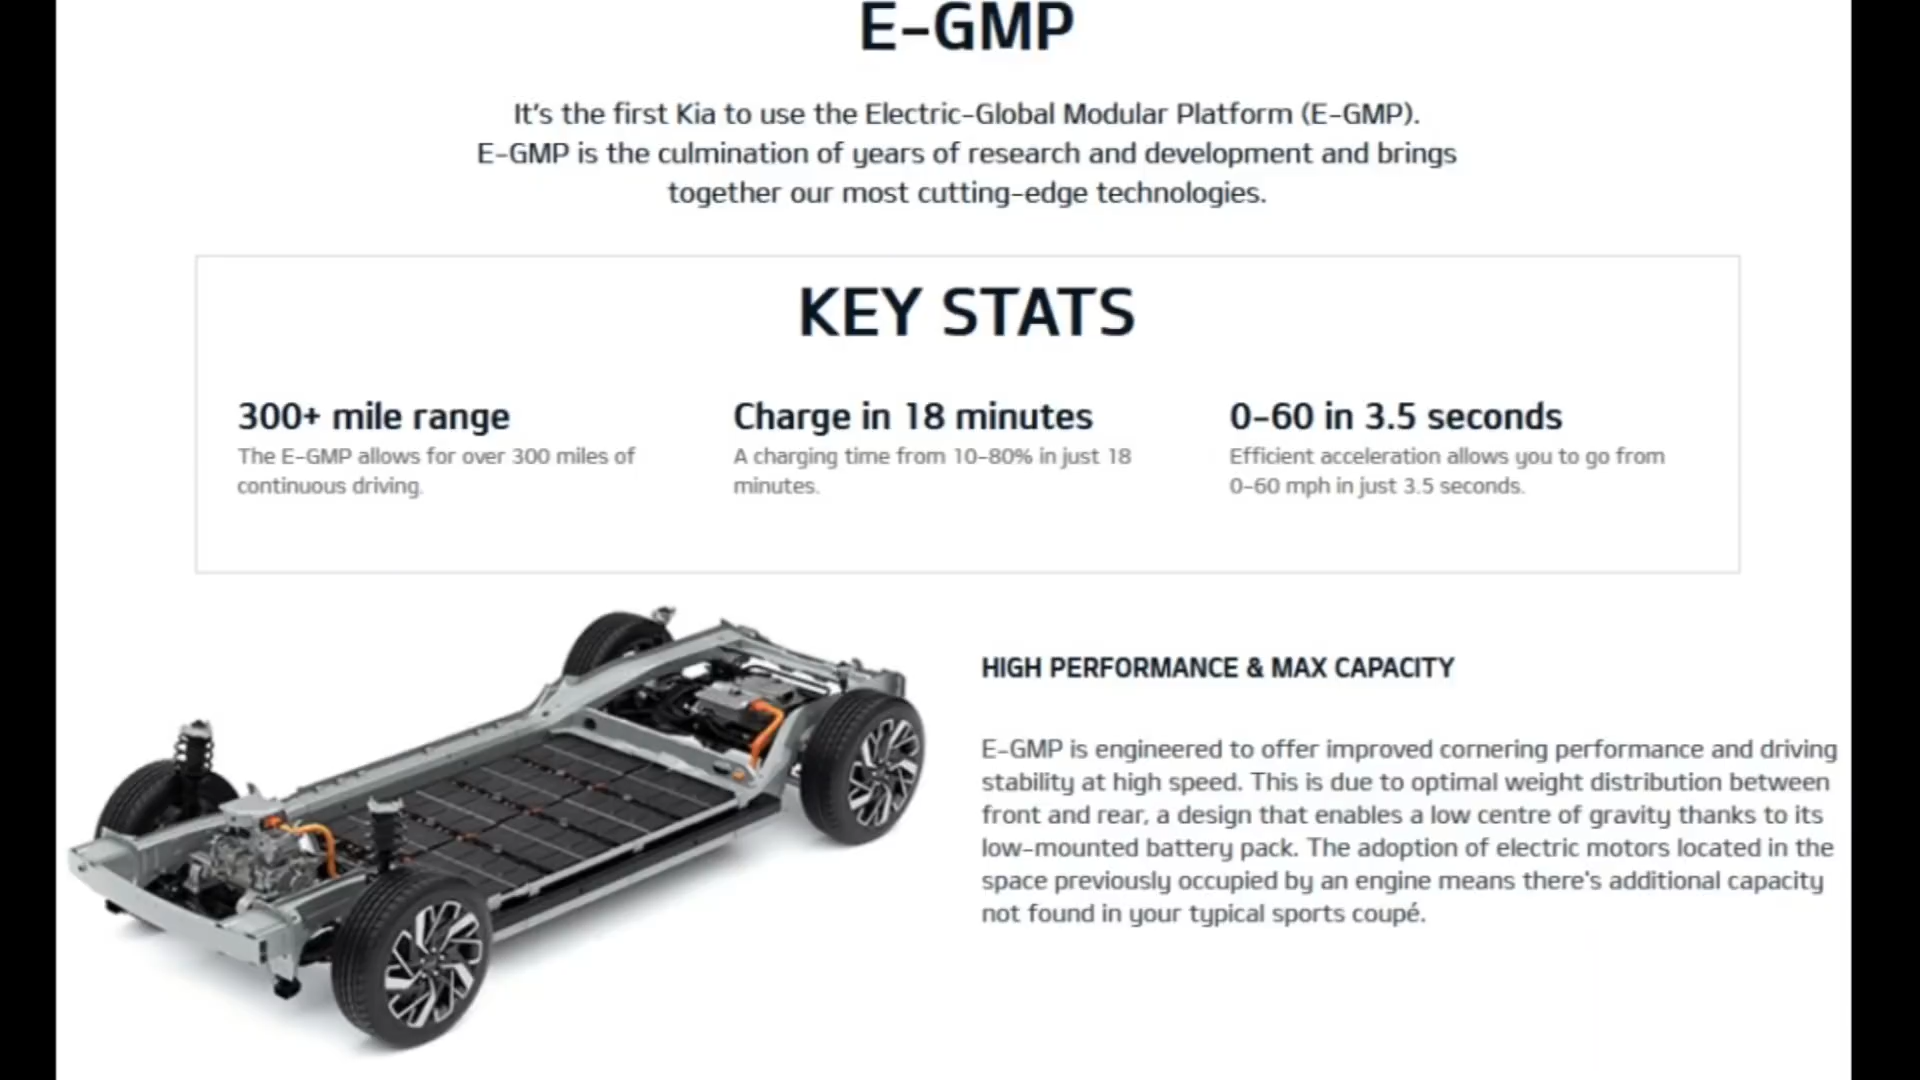 E-GMP
It's the first Kia to use the Electric-Global Modular Platform (E-GMP).
E-GMP is the culmination of years of research and development and brings
together our most cutting-edge technologies.
KEY STATS
300+ mile range
The E-GMP allows for over 300 miles of
continuous driving.
Charge in 18 minutes
A charging time from 10-80% in just 18
minutes.
0-60 in 3.5 seconds
Efficient acceleration allows you to go from
0-60 mph in just 3.5 seconds.
HIGH PERFORMANCE & MAX CAPACITY
E-GMP is engineered to offer improved cornering performance and driving
stability at high speed. This is due to optimal weight distribution between
front and rear, a design that enables a low centre of gravity thanks to its
low-mounted battery pack. The adoption of electric motors located in the
space previously occupied by an engine means there's additional capacity
not found in your typical sports coupé.